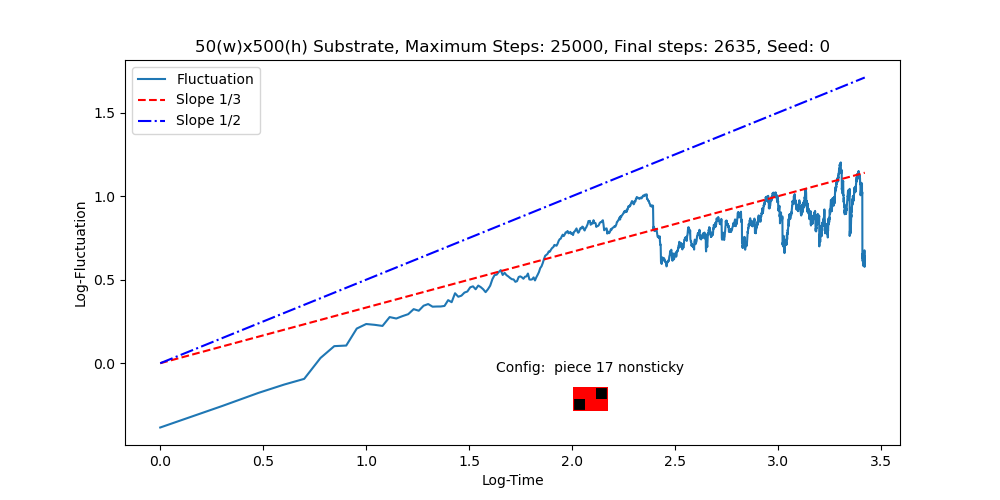 50(w)x500(h) Substrate, Maximum Steps: 25000, Final steps: 2635, Seed: 0
Fluctuation
Slope 1/3
Slope 1/2
1.5
1.0
0.5
0.0
Log-Fluctuation
Config:  piece 17 nonsticky
0.0 0.5 1.0 1.5 2.0 2.5 3.0 3.5
Log-Time